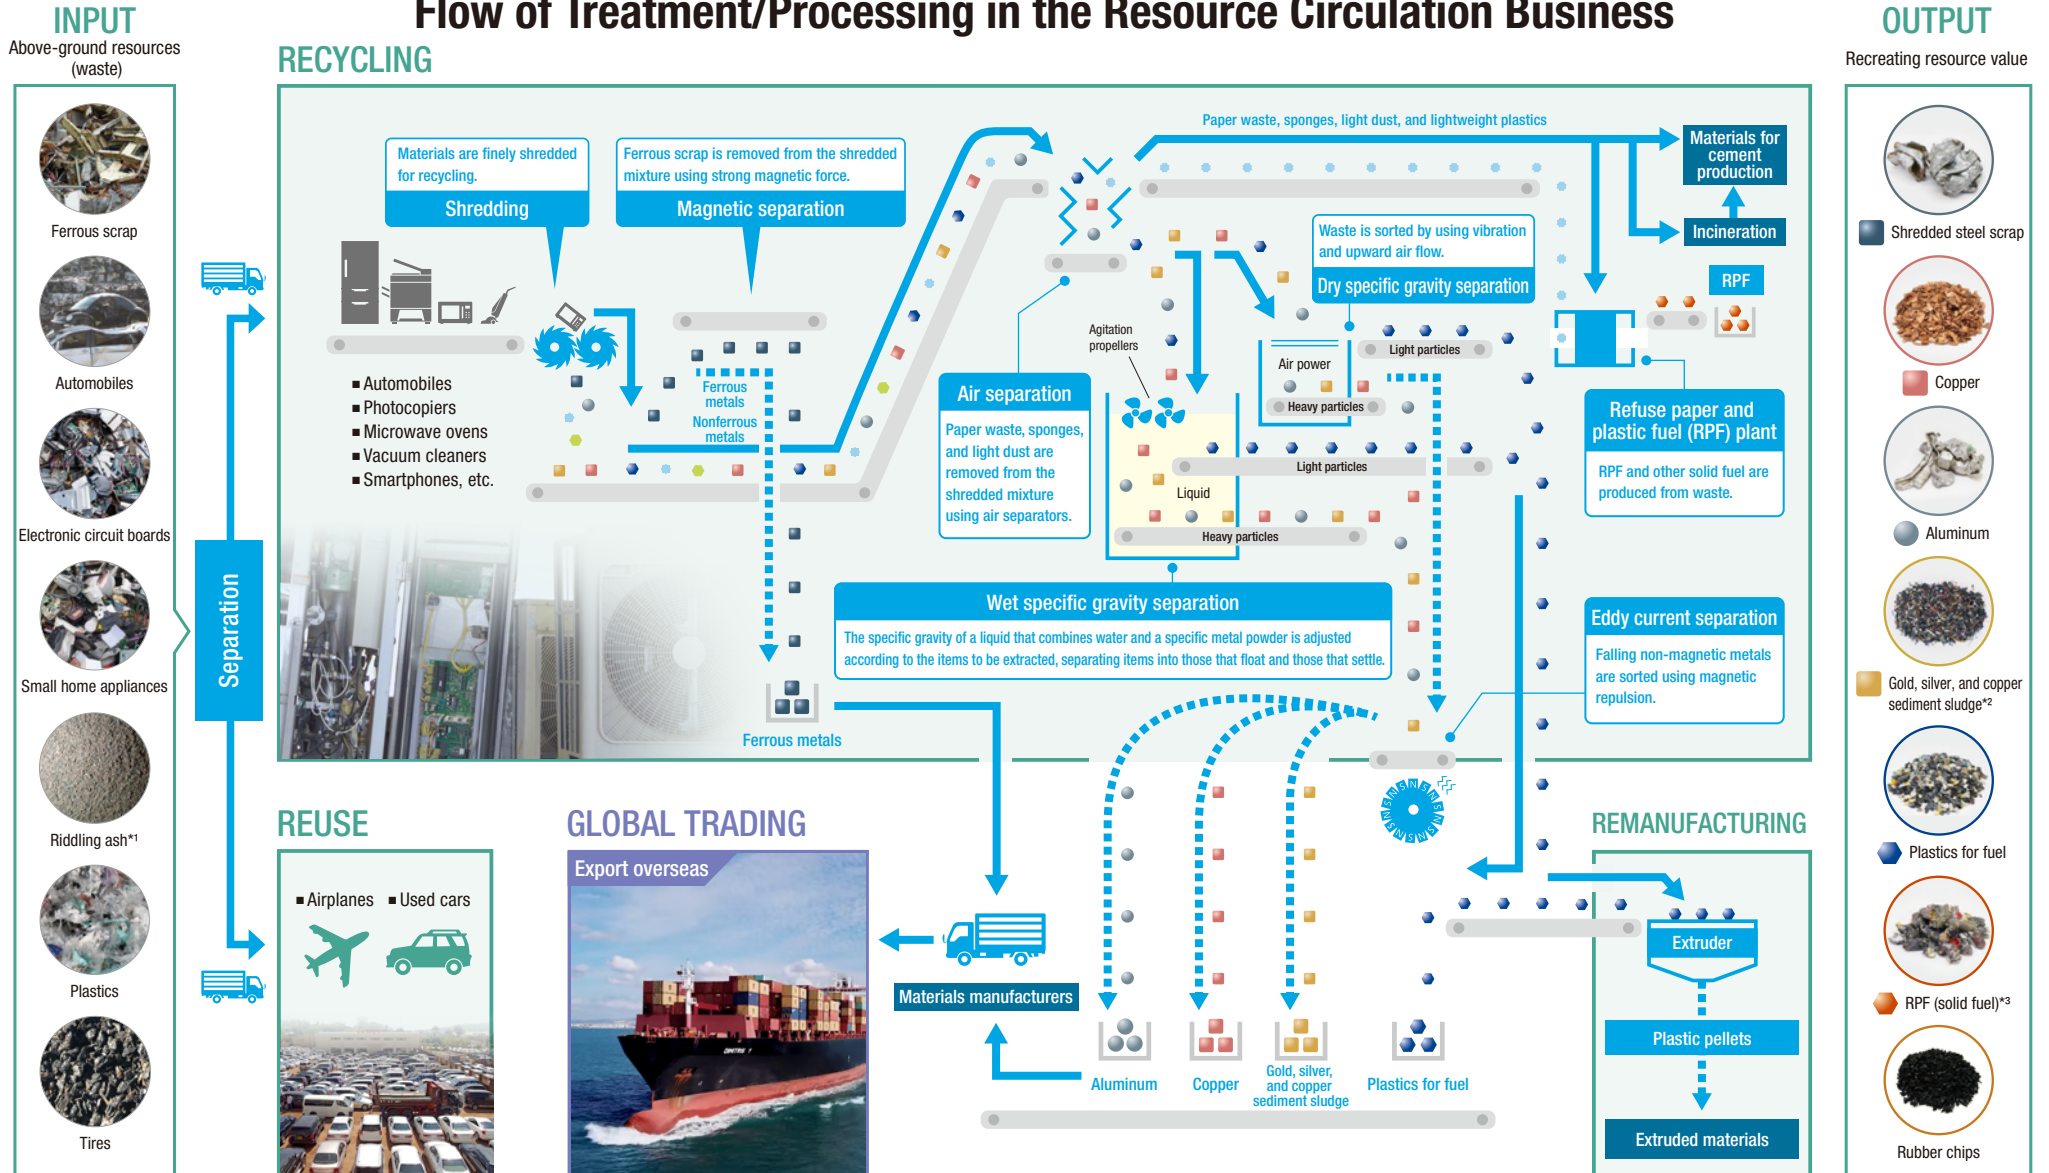 Flow of Treatment/Processing in the Resource Circulation Business
INPUT
Above-ground resources
(waste)
Ferrous scrap
Automobiles
Electronic circuit boards
Small home appliances
Riddling ash*1
Plastics
Tires
Separation
RECYCLING
Materials are finely shredded
for recycling.
Shredding
Ferrous scrap is removed from the shredded
mixture using strong magnetic force.
Magnetic separation
■ Automobiles
■ Photocopiers
■ Microwave ovens
■ Vacuum cleaners
■ Smartphones, etc.
Ferrous
metals
Nonferrous
metals
Ferrous metals
Air separation
Paper waste, sponges,
and light dust are
removed from the
shredded mixture
using air separators.
Paper waste, sponges, light dust, and lightweight plastics
Materials for
cement
production
Incineration
RPF
Waste is sorted by using vibration
and upward air flow.
Dry specific gravity separation
Agitation
propellers
Air power
Light particles
Heavy particles
Light particles
Liquid
Heavy particles
Wet specific gravity separation
The specific gravity of a liquid that combines water and a specific metal powder is adjusted
according to the items to be extracted, separating items into those that float and those that settle.
Refuse paper and
plastic fuel (RPF) plant
RPF and other solid fuel are
produced from waste.
Eddy current separation
Falling non-magnetic metals
are sorted using magnetic
repulsion.
N S N S N S N S N S N S
REUSE
■ Airplanes ■ Used cars
GLOBAL TRADING
Export overseas
Materials manufacturers
Aluminum
Copper
Gold, silver,
and copper
sediment sludge
Plastics for fuel
REMANUFACTURING
Extruder
Plastic pellets
Extruded materials
OUTPUT
Recreating resource value
Shredded steel scrap
Copper
Aluminum
Gold, silver, and copper
sediment sludge*2
Plastics for fuel
RPF (solid fuel)*3
Rubber chips